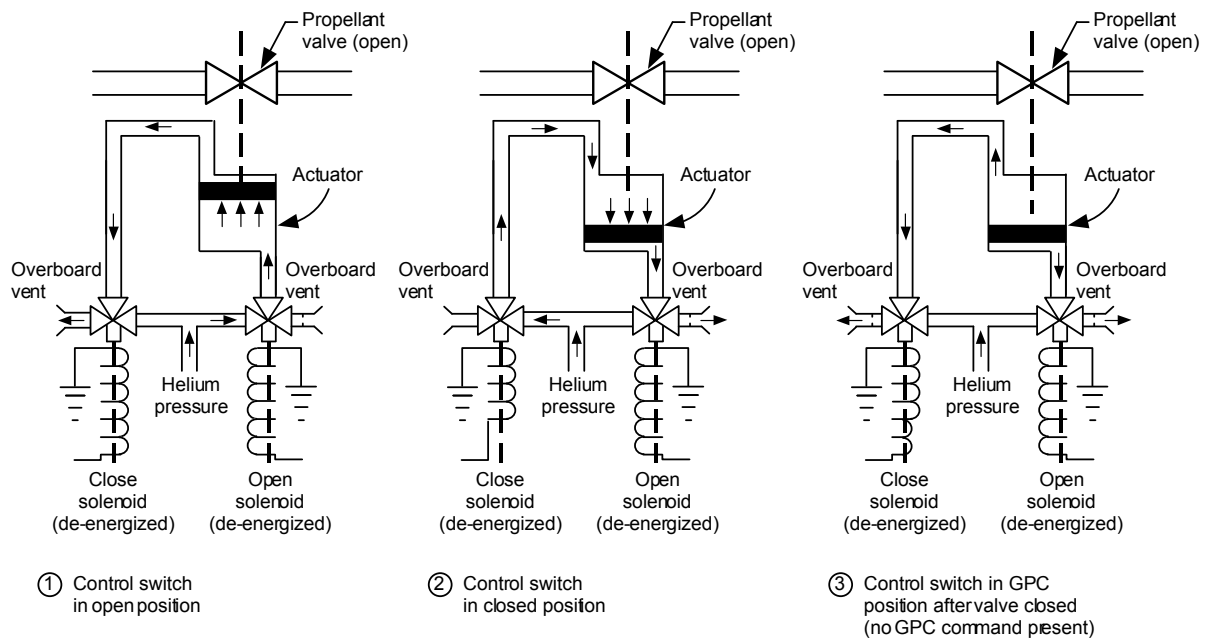 Propellant
valve (open)
Actuator
Overboard
vent
Overboard
vent
Helium
pressure
Close
solenoid
(de-energized)
Open
solenoid
(de-energized)
1 Control switch
in open position
Propellant
valve (open)
Actuator
Overboard
vent
Overboard
vent
Helium
pressure
Close
solenoid
(de-energized)
Open
solenoid
(de-energized)
2 Control switch
in closed position
Propellant
valve (open)
Actuator
Overboard
vent
Overboard
vent
Helium
pressure
Close
solenoid
(de-energized)
Open
solenoid
(de-energized)
3 Control switch in GPC
position after valve closed
(no GPC command present)